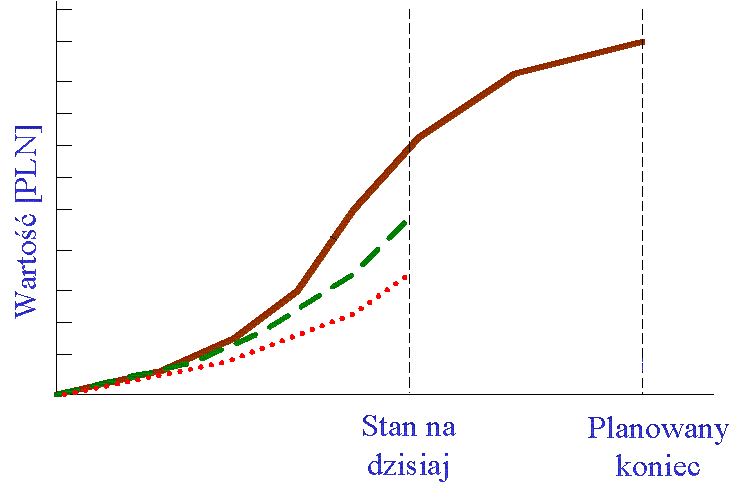 Wartość [PLN]
Stan na
dzisiaj
Planowany
koniec